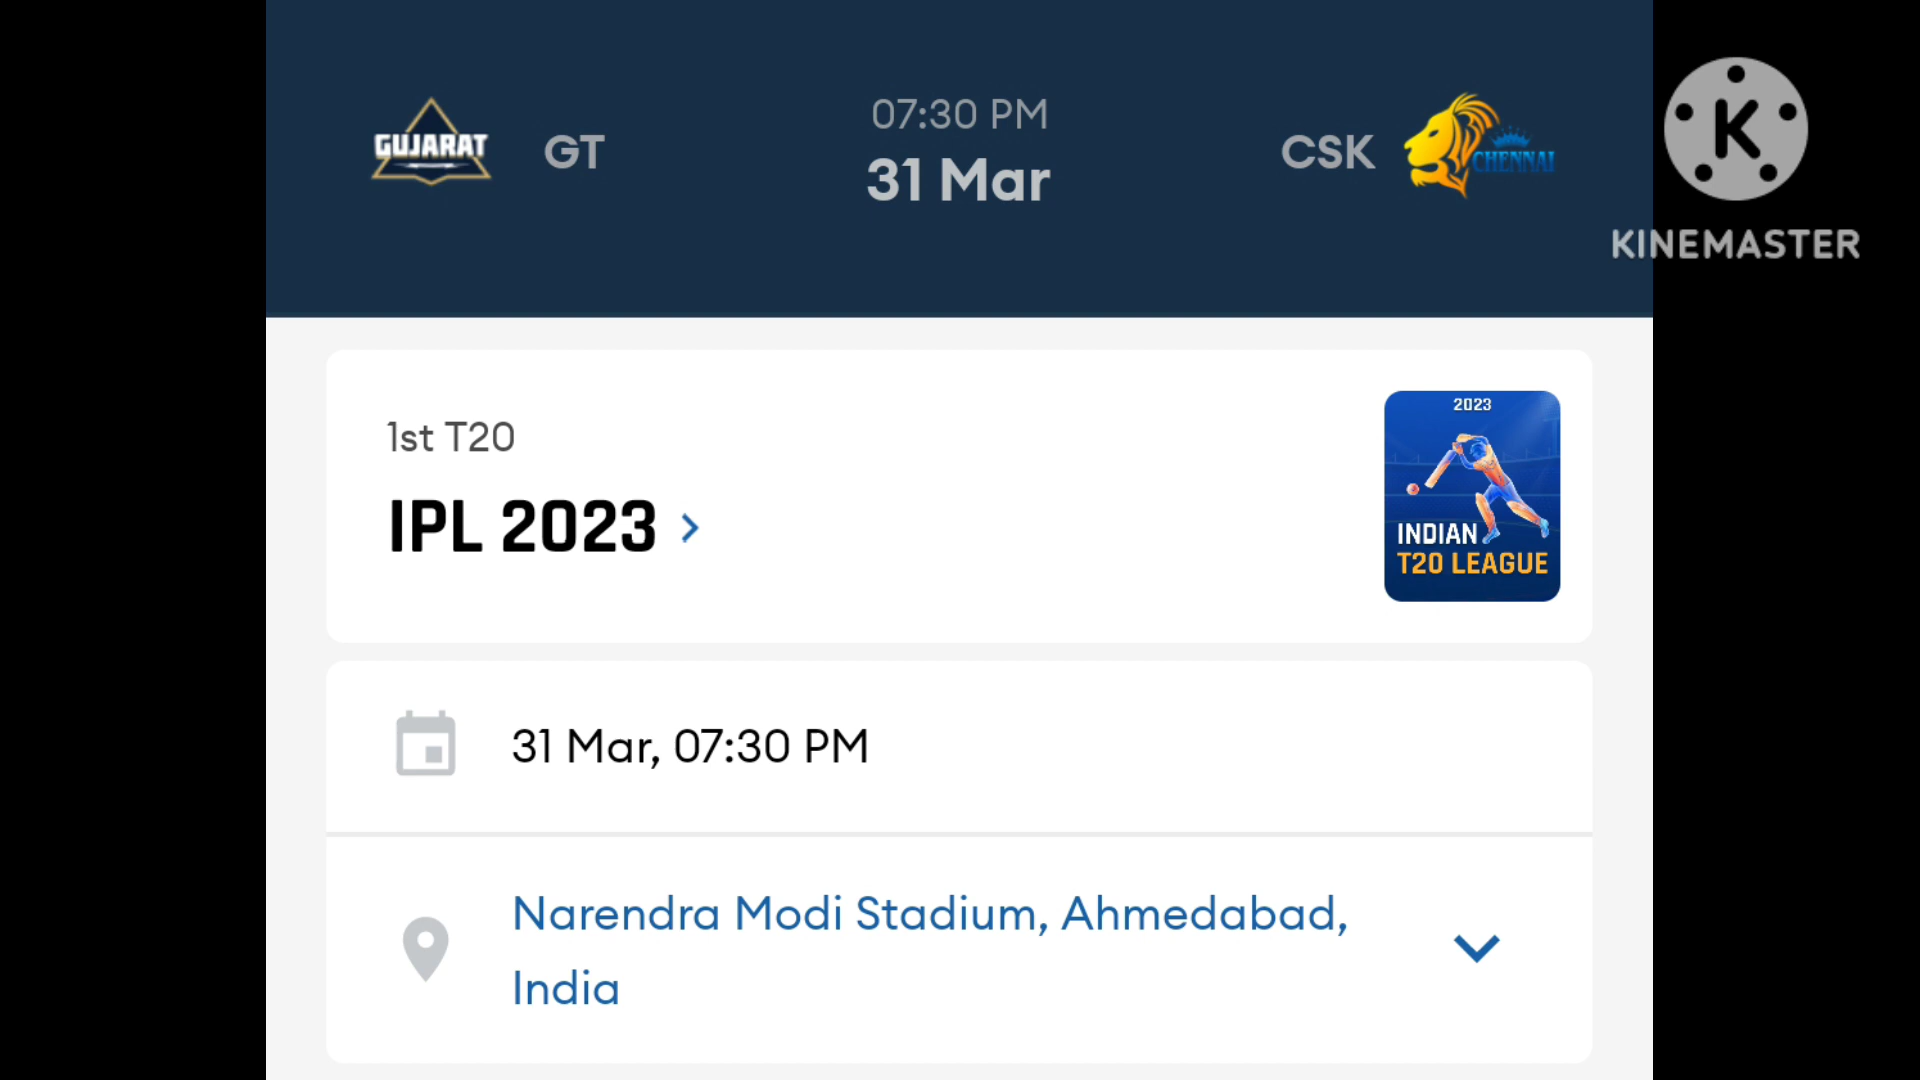 GUJARAT
GT
07:30 PM
31 Mar
CSK
CHENNAI
K
KINEMASTER
1st T20
IPL 2023
2023
INDIAN
T20 LEAGUE
31 Mar, 07:30 PM
Narendra Modi Stadium, Ahmedabad,
India